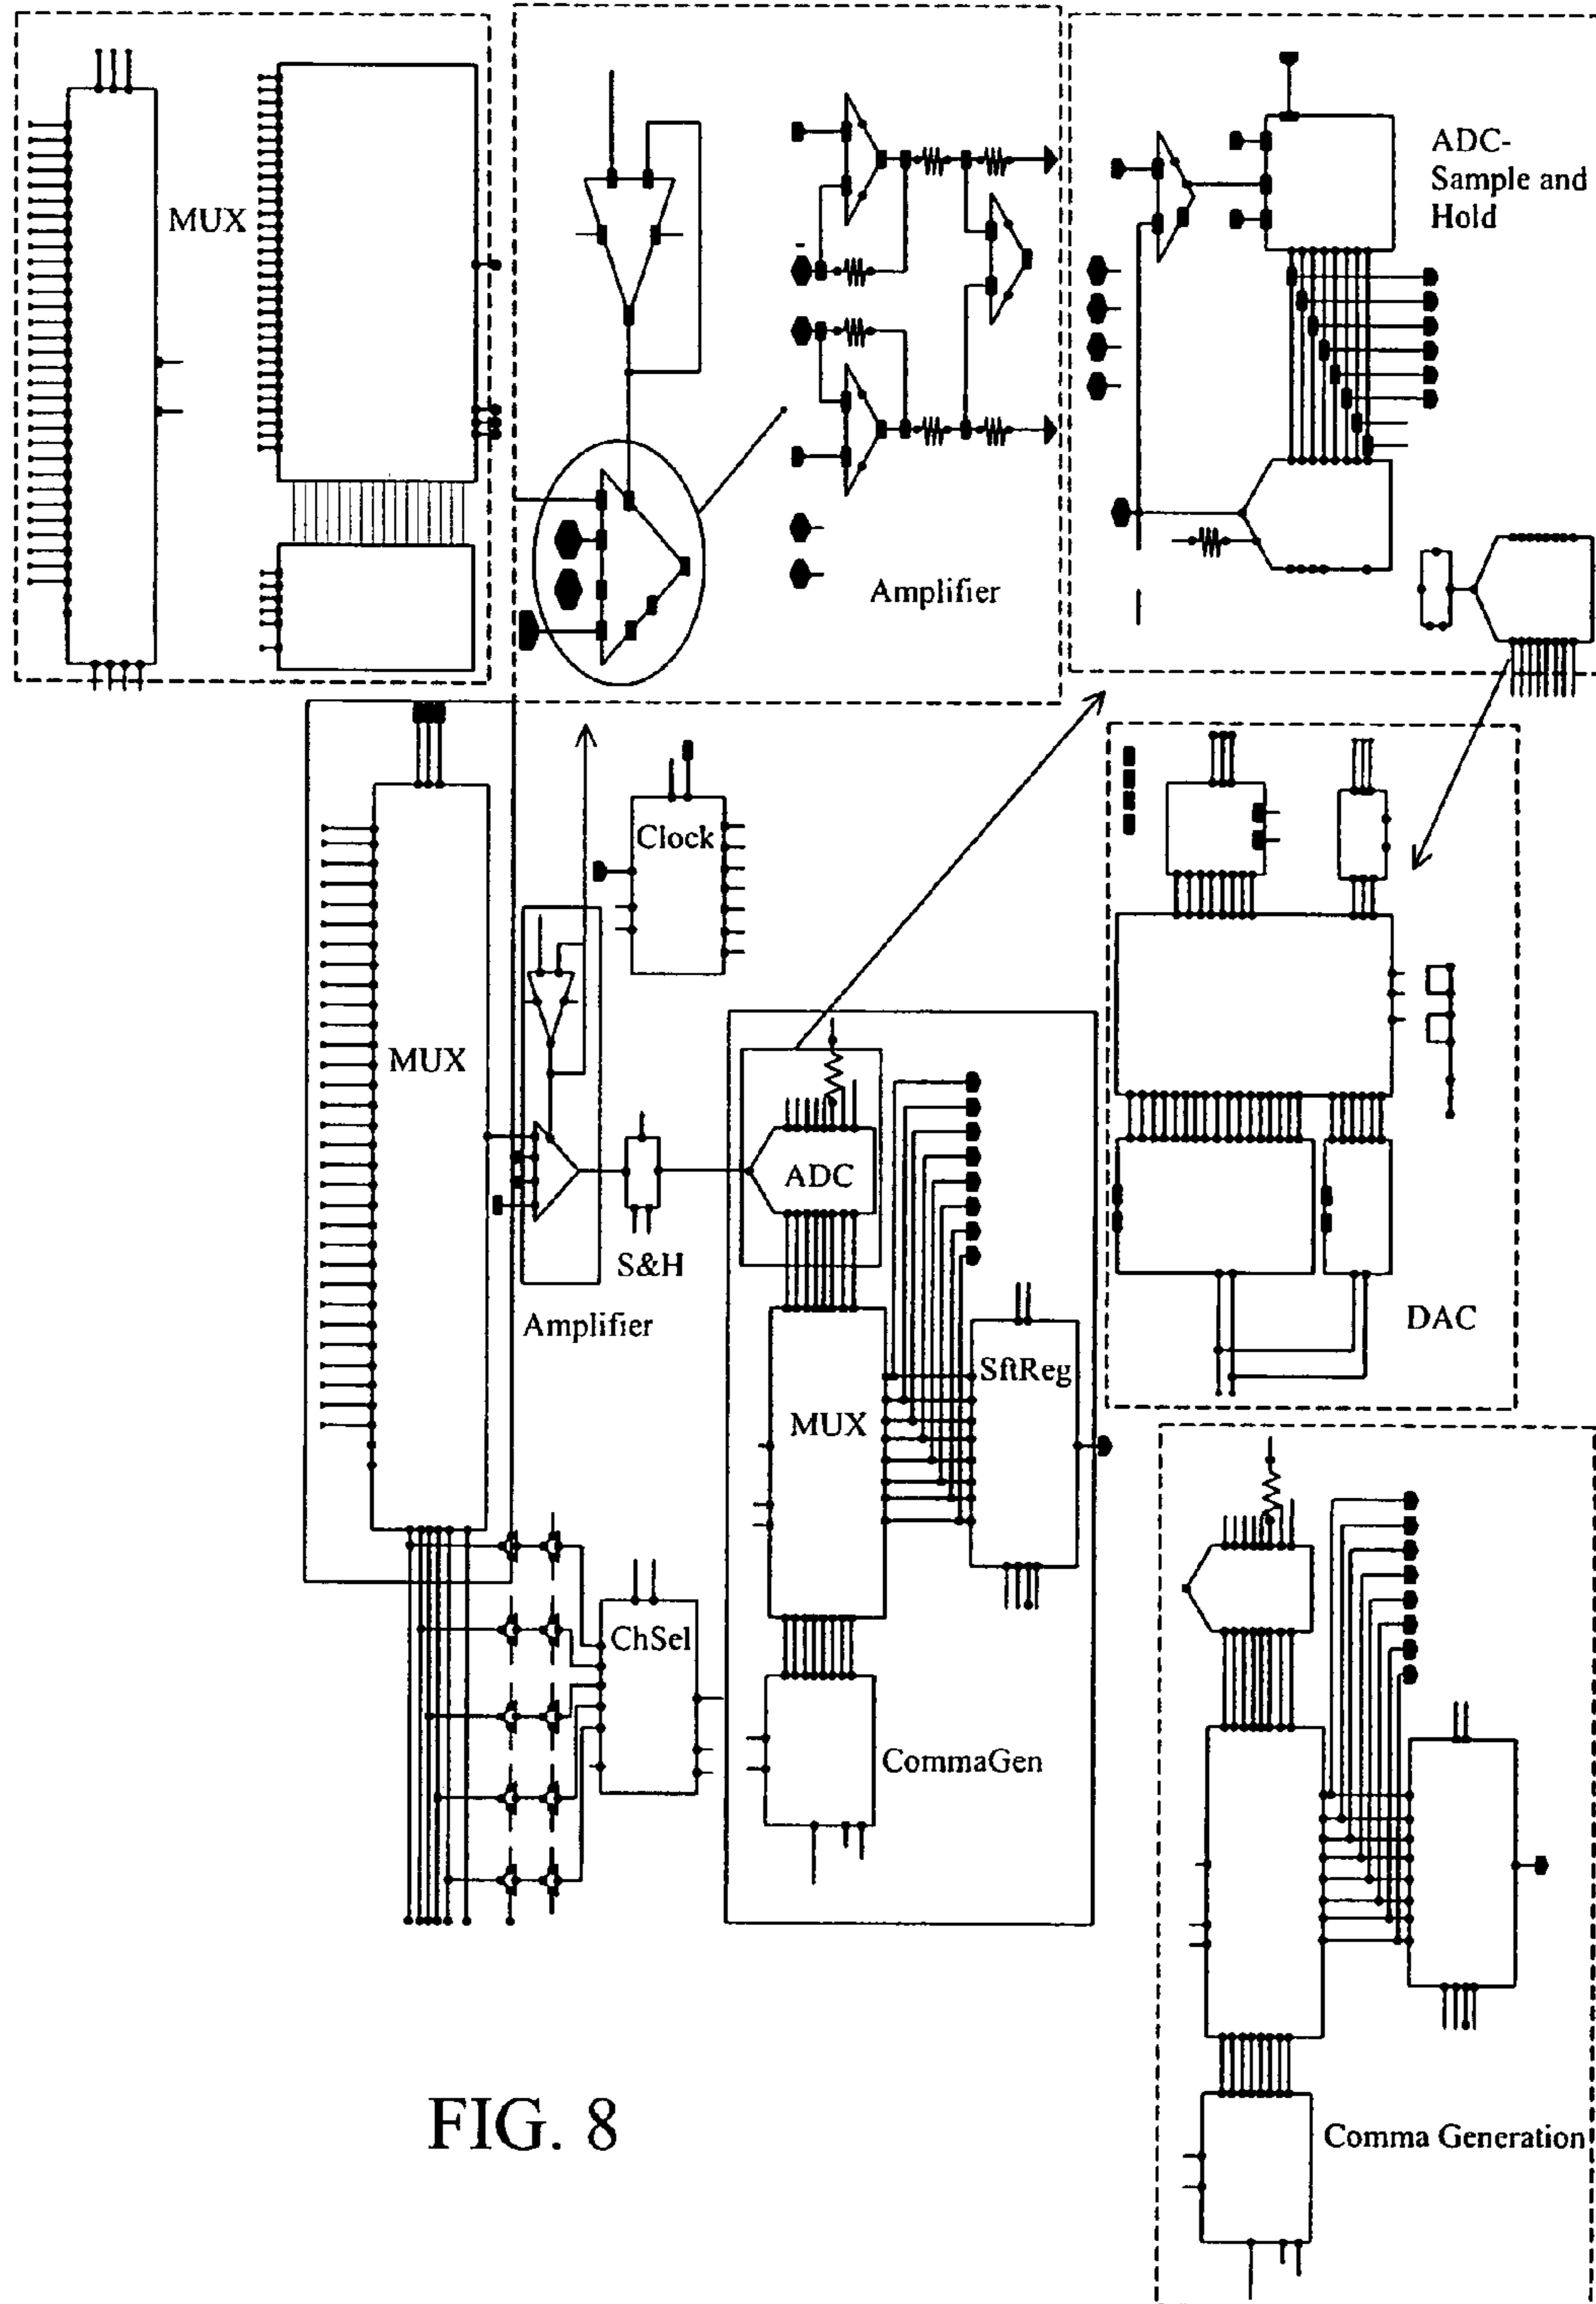 MUX
Amplifier
ADC-
Sample and
Hold
Clock
MUX
ADC
S&H
Amplifier
SftReg
MUX
DAC
ChSel
CommaGen
Comma Generation
FIG. 8